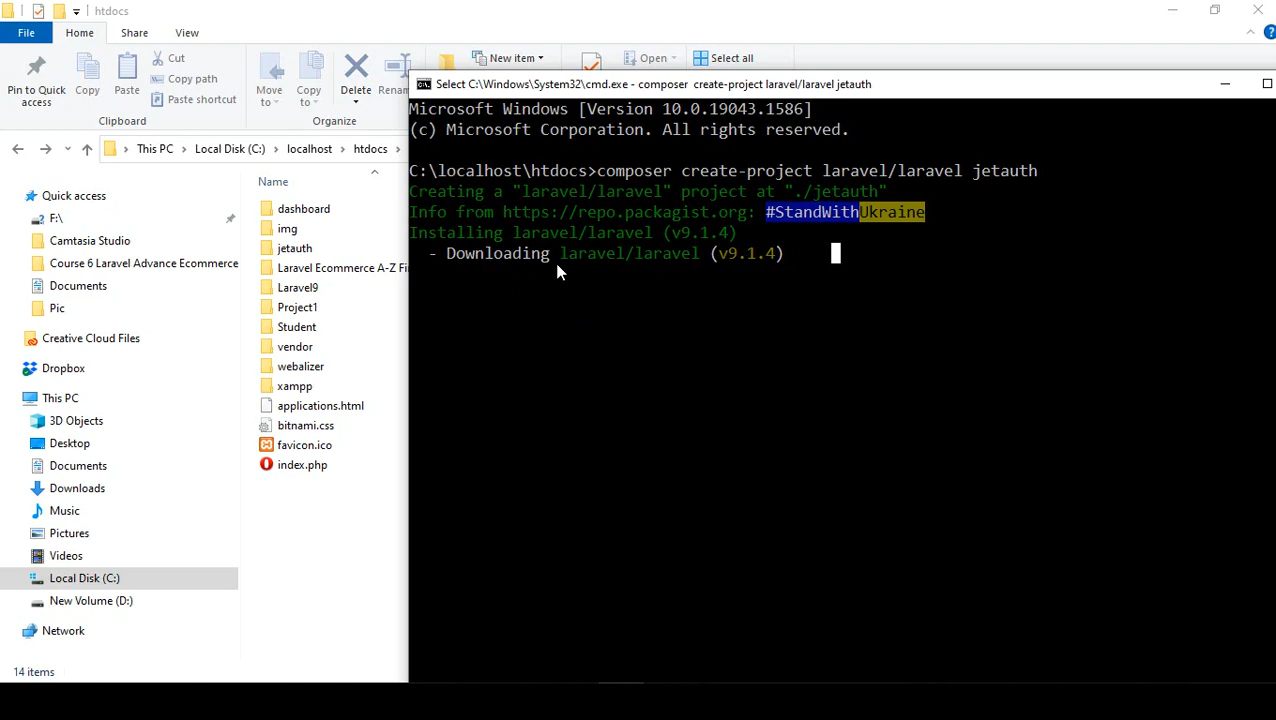 htdocs
File
Home
Share
View
Pin to Quick access
Copy
Paste
Cut
Copy path
Paste shortcut
Clipboard
Move to
Copy to
Delete
Renam
Organize
New item
Open
Select all
This PC
Local Disk (C:)
localhost
htdocs
Quick access
F:\
Camtasia Studio
Course 6 Laravel Advance Ecommerce
Documents
Pic
Creative Cloud Files
Dropbox
This PC
3D Objects
Desktop
Documents
Downloads
Music
Pictures
Videos
Local Disk (C:)
New Volume (D:)
Network
14 items
Name
dashboard
img
jetauth
Laravel Ecommerce A-Z Fi
Laravel9
Project1
Student
vendor
webalizer
xampp
applications.html
bitnami.css
favicon.ico
index.php
Select C:\Windows\System32\cmd.exe - composer create-project laravel/laravel jetauth
Microsoft Windows [Version 10.0.19043.1586]
(c) Microsoft Corporation. All rights reserved.
C:\localhost\htdocs>composer create-project laravel/laravel jetauth
Creating a "laravel/laravel" project at "./jetauth"
Info from https://repo.packagist.org: #StandWithUkraine
Installing laravel/laravel (v9.1.4)
- Downloading laravel/laravel (v9.1.4)